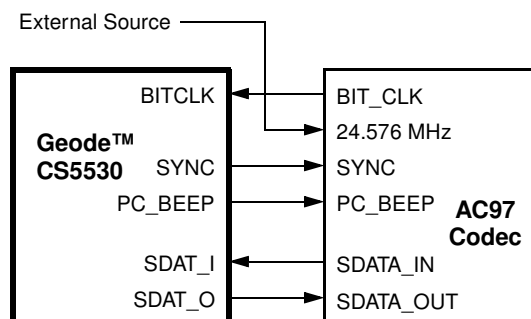 External Source
BITCLK
BIT_CLK
Geode™
24.576 MHz
CS5530
SYNC
SYNC
PC_BEEP
PC_BEEP
AC97
Codec
SDAT_I
SDATA_IN
SDAT_O
SDATA_OUT